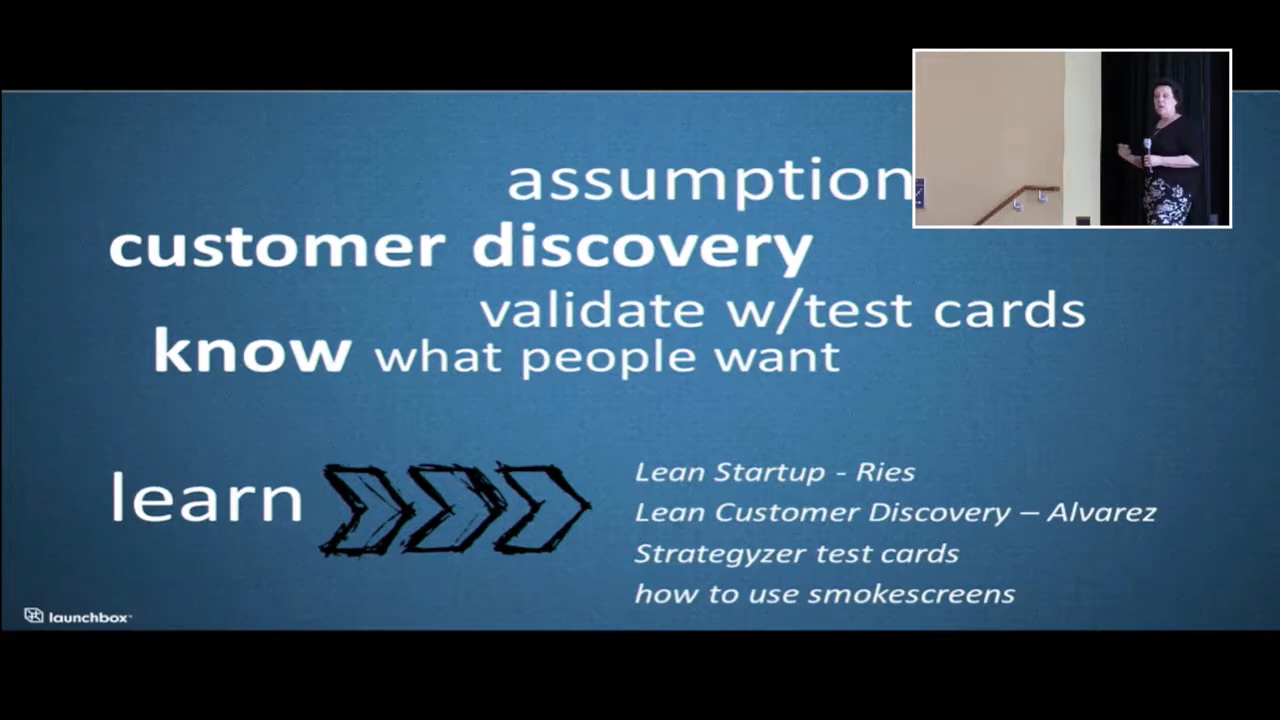 assumption
customer discovery
validate w/test cards
know what people want
learn
Lean Startup - Ries
Lean Customer Discovery – Alvarez
Strategyzer test cards
how to use smokescreens
launchbox™